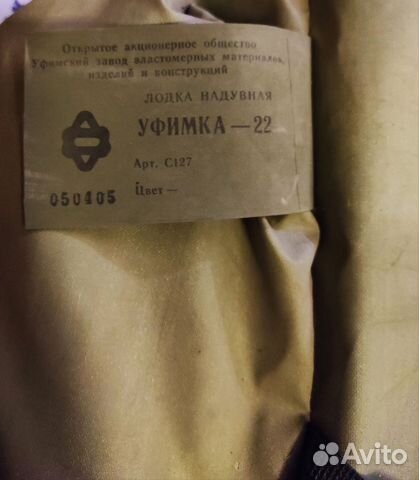 Открытое акционерное общество
Уфимский завод эластомерных материалов,
изделий и конструкций
ЛОДКА НАДУВНАЯ
УФИМКА—22
Арт. С127
050405 Цвет—
Avito